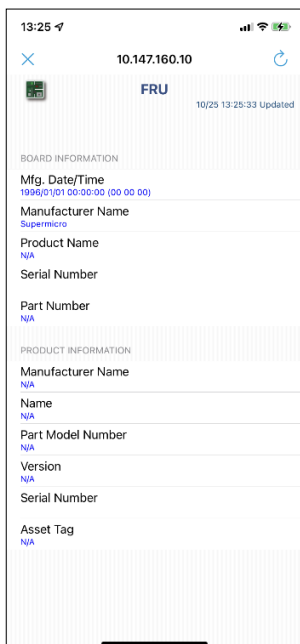 13:25
10.147.160.10
FRU
10/25 13:25:33 Updated
BOARD INFORMATION
Mfg. Date/Time
1996/01/01 00:00:00 (00 00 00)
Manufacturer Name
Supermicro
Product Name
N/A
Serial Number
Part Number
N/A
PRODUCT INFORMATION
Manufacturer Name
N/A
Name
N/A
Part Model Number
N/A
Version
N/A
Serial Number
Asset Tag
N/A